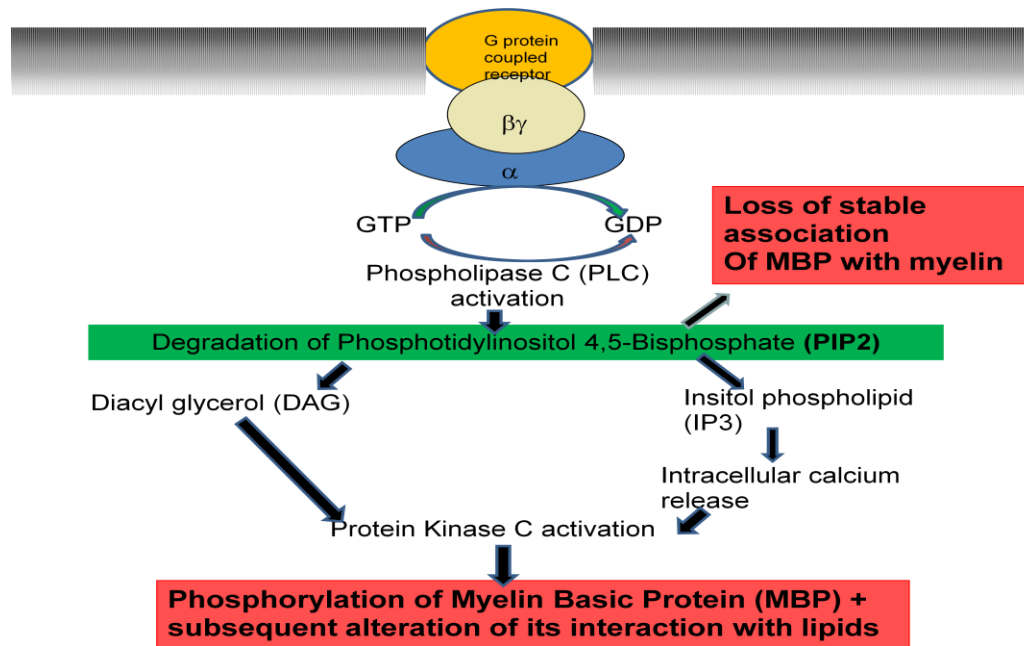 G protein
coupled
receptor
βγ
α
GTP
GDP
Loss of stable
association
Of MBP with myelin
Phospholipase C (PLC)
activation
Degradation of Phosphotidylinositol 4,5-Bisphosphate (PIP2)
Diacyl glycerol (DAG)
Insitol phospholipid
(IP3)
Intracellular calcium
release
Protein Kinase C activation
Phosphorylation of Myelin Basic Protein (MBP) +
subsequent alteration of its interaction with lipids